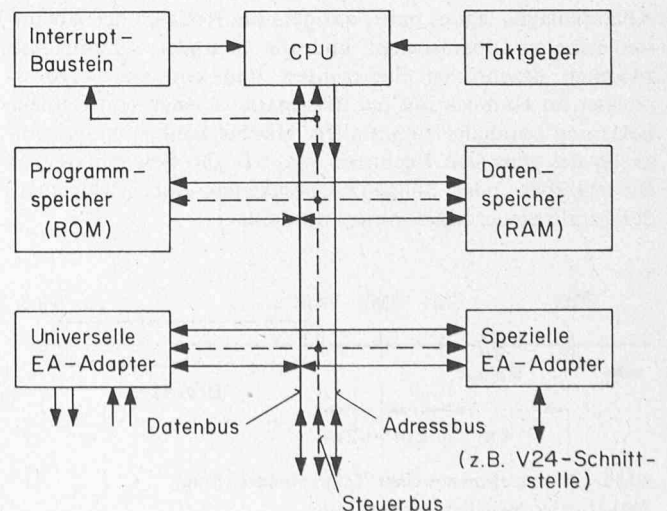 Interrupt-
Baustein
CPU
Taktgeber
Programm-
speicher
(ROM)
Daten-
speicher
(RAM)
Universelle
EA-Adapter
Spezielle
EA-Adapter
Datenbus
Adressbus
(z.B. V24-Schnitt-
stelle)
Steuerbus